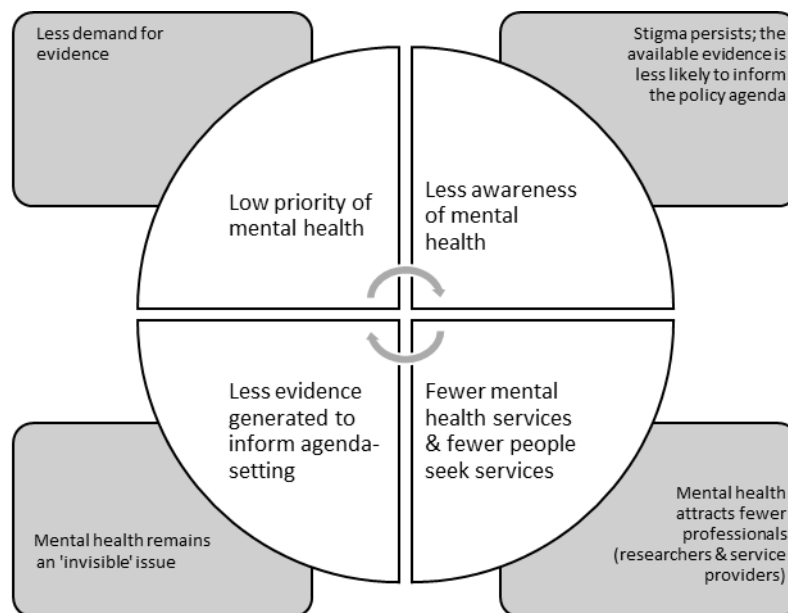 Less demand for
evidence
Stigma persists; the
available evidence is
less likely to inform
the policy agenda
Low priority of
mental health
Less awareness
of mental
health
Less evidence
generated to
inform agenda-
setting
Fewer mental
health services
& fewer people
seek services
Mental health remains
an 'invisible' issue
Mental health
attracts fewer
professionals
(researchers & service
providers)